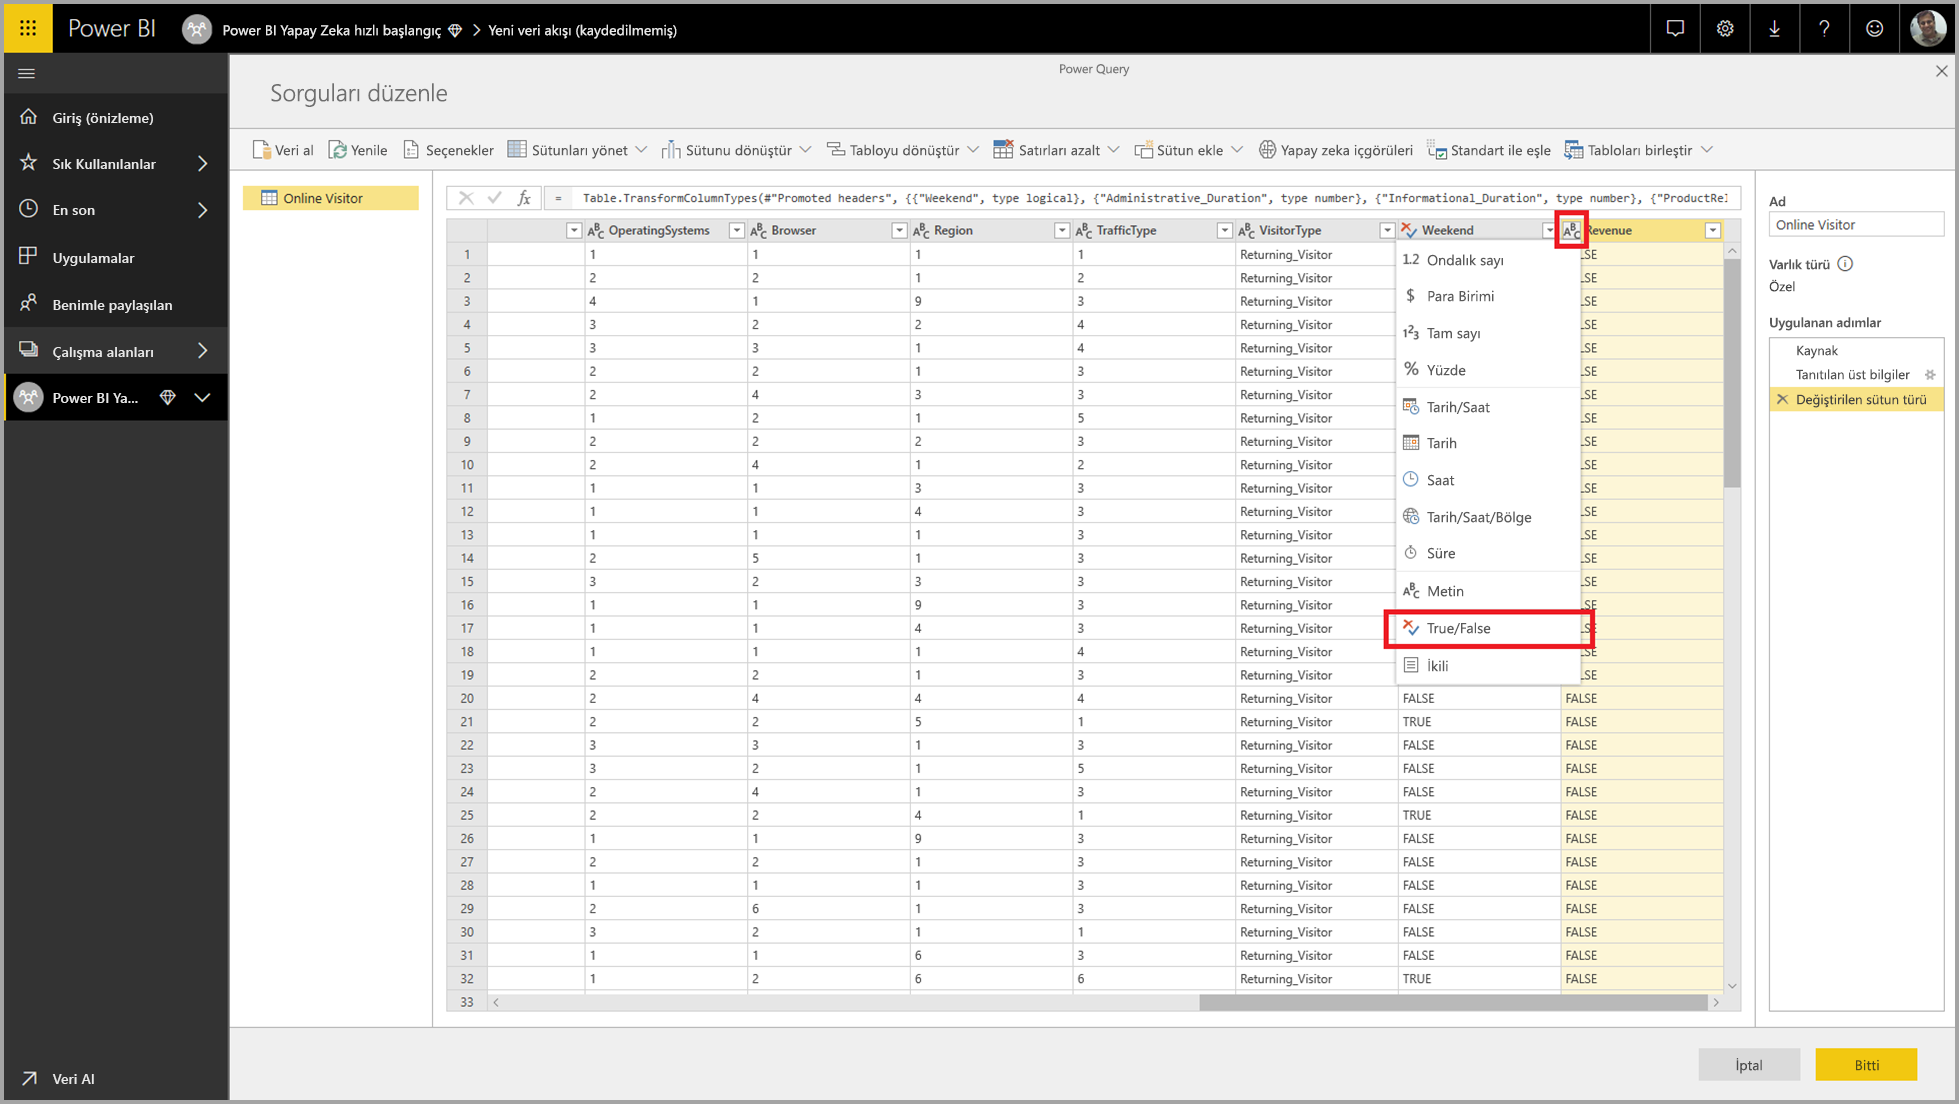 Power BI Power BI Yapay Zeka hızlı başlangıç > Yeni veri akışı (kaydedilmemiş)
Power Query
Sorguları düzenle
Giriş (önizleme)
Sık Kullanılanlar
En son
Uygulamalar
Benimle paylaşılan
Çalışma alanları
Power BI Ya...
Veri Al
Veri al Yenile Seçenekler Sütunları yönet Sütunu dönüştür Tabloyu dönüştür Satırları azalt Sütun ekle Yapay zeka içgörüleri Standart ile eşle Tabloları birleştir
Online Visitor
fx = Table.TransformColumnTypes(#"Promoted headers", {{"Weekend", type logical}, {"Administrative_Duration", type number}, {"Informational_Duration", type number}, {"ProductRel
OperatingSystems Browser Region TrafficType VisitorType Weekend Revenue
1 1 1 1 1 Returning_Visitor LSE
2 2 2 1 2 Returning_Visitor LSE
3 4 1 9 3 Returning_Visitor LSE
4 3 2 2 4 Returning_Visitor LSE
5 3 3 1 4 Returning_Visitor LSE
6 2 2 1 3 Returning_Visitor LSE
7 2 4 3 3 Returning_Visitor LSE
8 1 2 1 5 Returning_Visitor LSE
9 2 2 2 3 Returning_Visitor LSE
10 2 4 1 2 Returning_Visitor LSE
11 1 1 3 3 Returning_Visitor LSE
12 1 1 4 3 Returning_Visitor LSE
13 1 1 1 3 Returning_Visitor LSE
14 2 5 1 3 Returning_Visitor LSE
15 3 2 3 3 Returning_Visitor LSE
16 1 1 9 3 Returning_Visitor LSE
17 1 1 4 3 Returning_Visitor LSE
18 1 1 1 4 Returning_Visitor LSE
19 2 2 1 3 Returning_Visitor LSE
20 2 4 4 4 Returning_Visitor FALSE FALSE
21 2 2 5 1 Returning_Visitor TRUE FALSE
22 3 3 1 3 Returning_Visitor FALSE FALSE
23 3 2 1 5 Returning_Visitor FALSE FALSE
24 2 4 1 3 Returning_Visitor FALSE FALSE
25 2 2 4 1 Returning_Visitor TRUE FALSE
26 1 1 9 3 Returning_Visitor FALSE FALSE
27 2 2 1 3 Returning_Visitor FALSE FALSE
28 1 1 1 3 Returning_Visitor FALSE FALSE
29 2 6 1 3 Returning_Visitor FALSE FALSE
30 3 2 1 1 Returning_Visitor FALSE FALSE
31 1 1 6 3 Returning_Visitor FALSE FALSE
32 1 2 6 6 Returning_Visitor TRUE FALSE
33
1.2 Ondalık sayı
$ Para Birimi
123 Tam sayı
% Yüzde
Tarih/Saat
Tarih
Saat
Tarih/Saat/Bölge
Süre
ABC Metin
True/False
İkili
Ad
Online Visitor
Varlık türü
Özel
Uygulanan adımlar
Kaynak
Tanıtılan üst bilgiler
Değiştirilen sütun türü
İptal Bitti